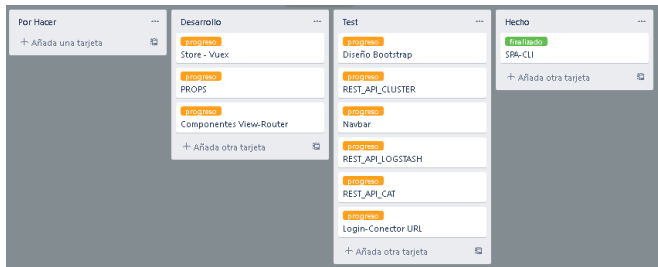 Por Hacer ...
+ Añada una tarjeta
Desarrollo ...
progreso
Store - Vuex
progreso
PROPS
progreso
Componentes View-Router
+ Añada otra tarjeta
Test ...
progreso
Diseño Bootstrap
progreso
REST_API_CLUSTER
progreso
Navbar
progreso
REST_API_LOGSTASH
progreso
REST_API_CAT
progreso
Login-Conector URL
+ Añada otra tarjeta
Hecho ...
finalizado
SPA-CLI
+ Añada otra tarjeta